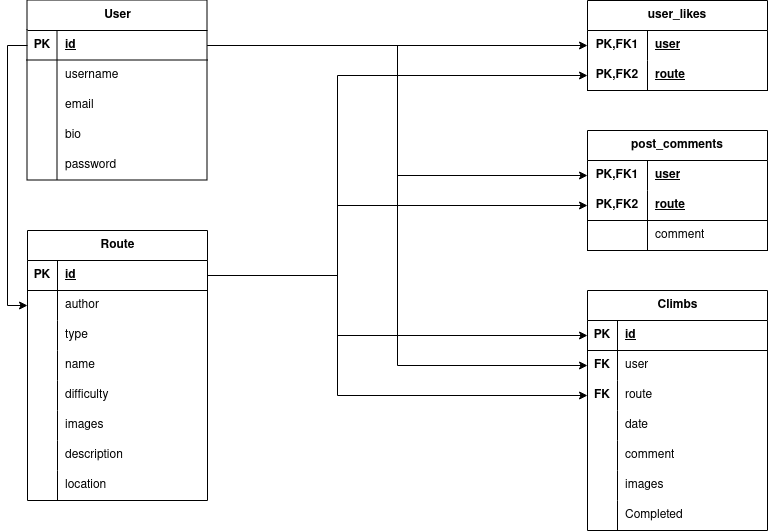 User
PK id
username
email
bio
password
Route
PK id
author
type
name
difficulty
images
description
location
user_likes
PK,FK1 user
PK,FK2 route
post_comments
PK,FK1 user
PK,FK2 route
comment
Climbs
PK id
FK user
FK route
date
comment
images
Completed